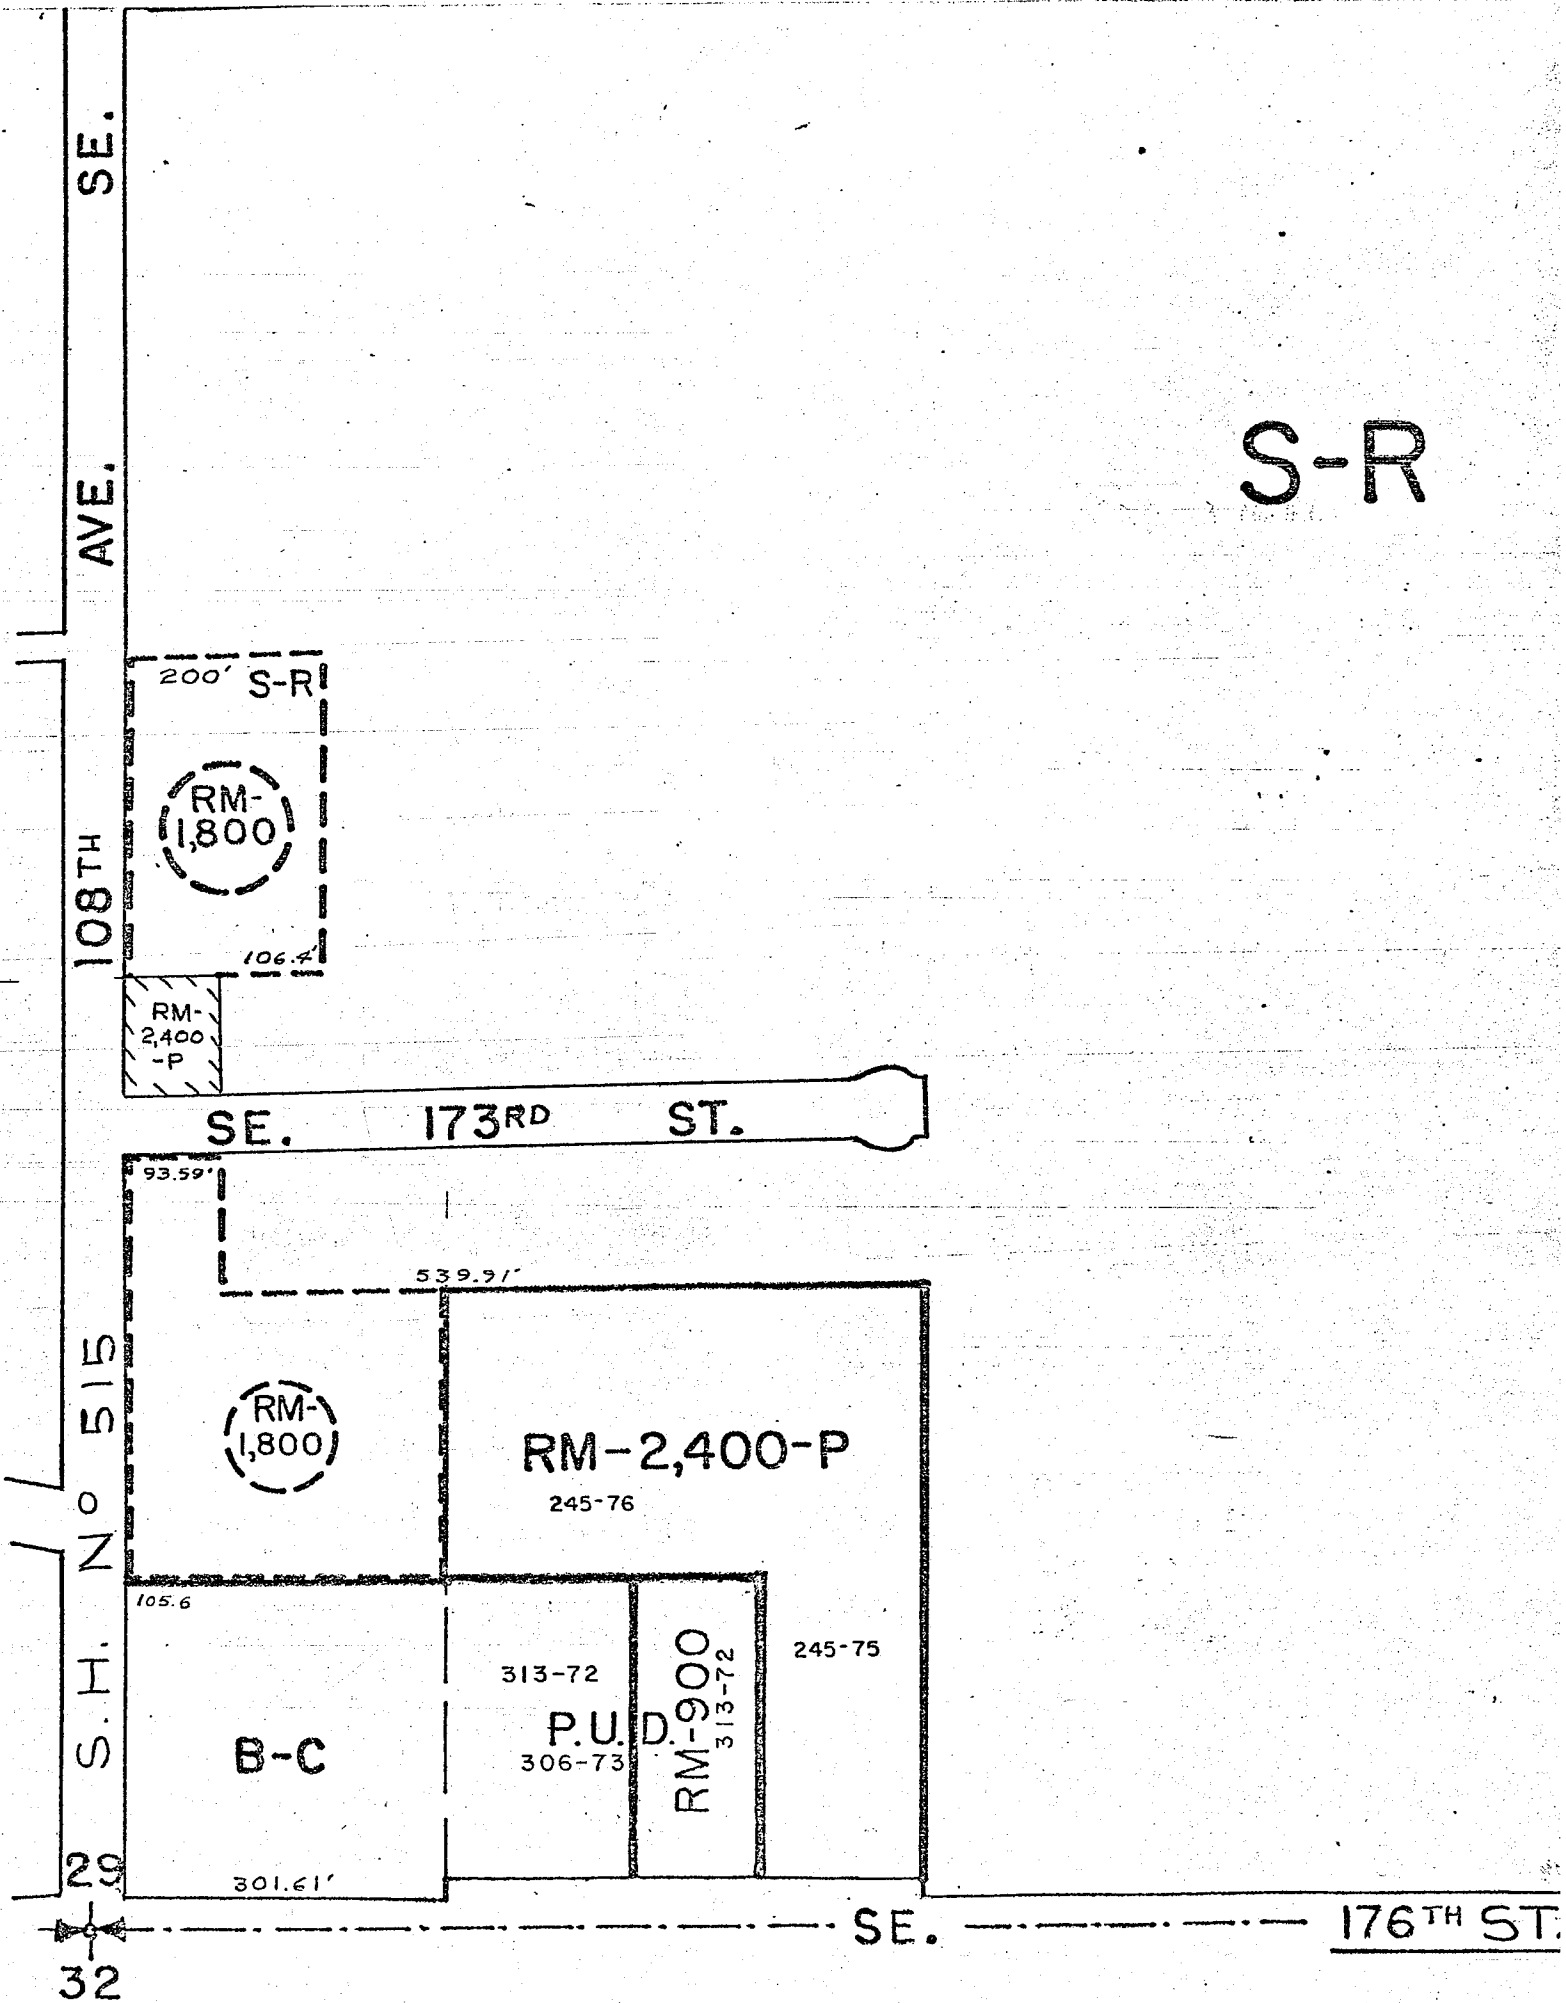 108TH AVE. SE.
S-R
200' S-R
RM-
1,800
106.4'
RM-
2,400
-P
SE. 173RD ST.
93.59'
539.91'
S.H. No 515
RM-
1,800
RM-2,400-P
245-76
105.6
313-72
P.U.D.
306-73
RM-900
313-72
245-75
B-C
301.61'
29
32
SE. 176TH ST.